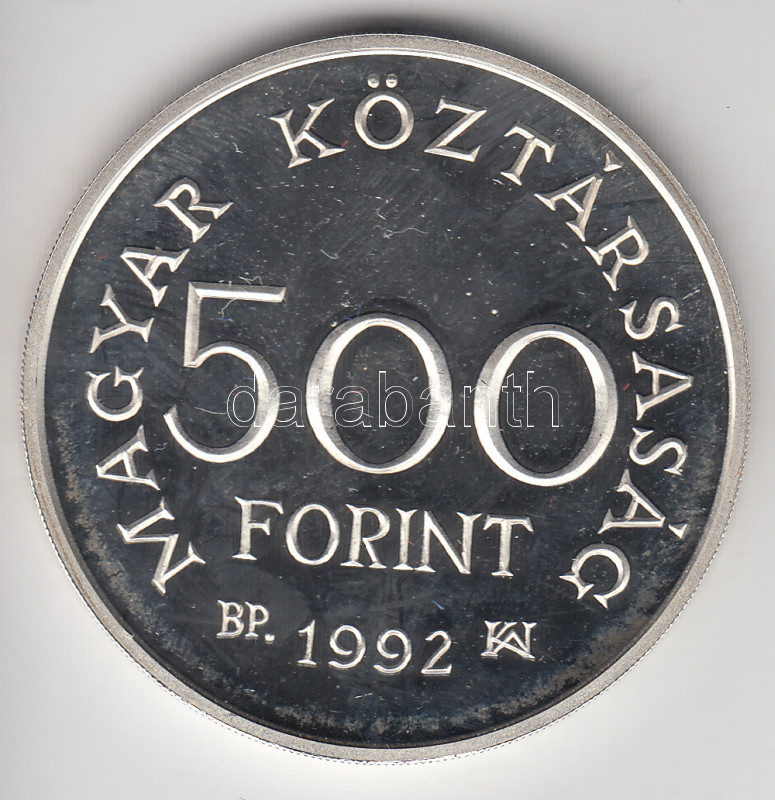 MAGYAR KÖZTÁRSASÁG
500
darabanth
FORINT
BP. 1992